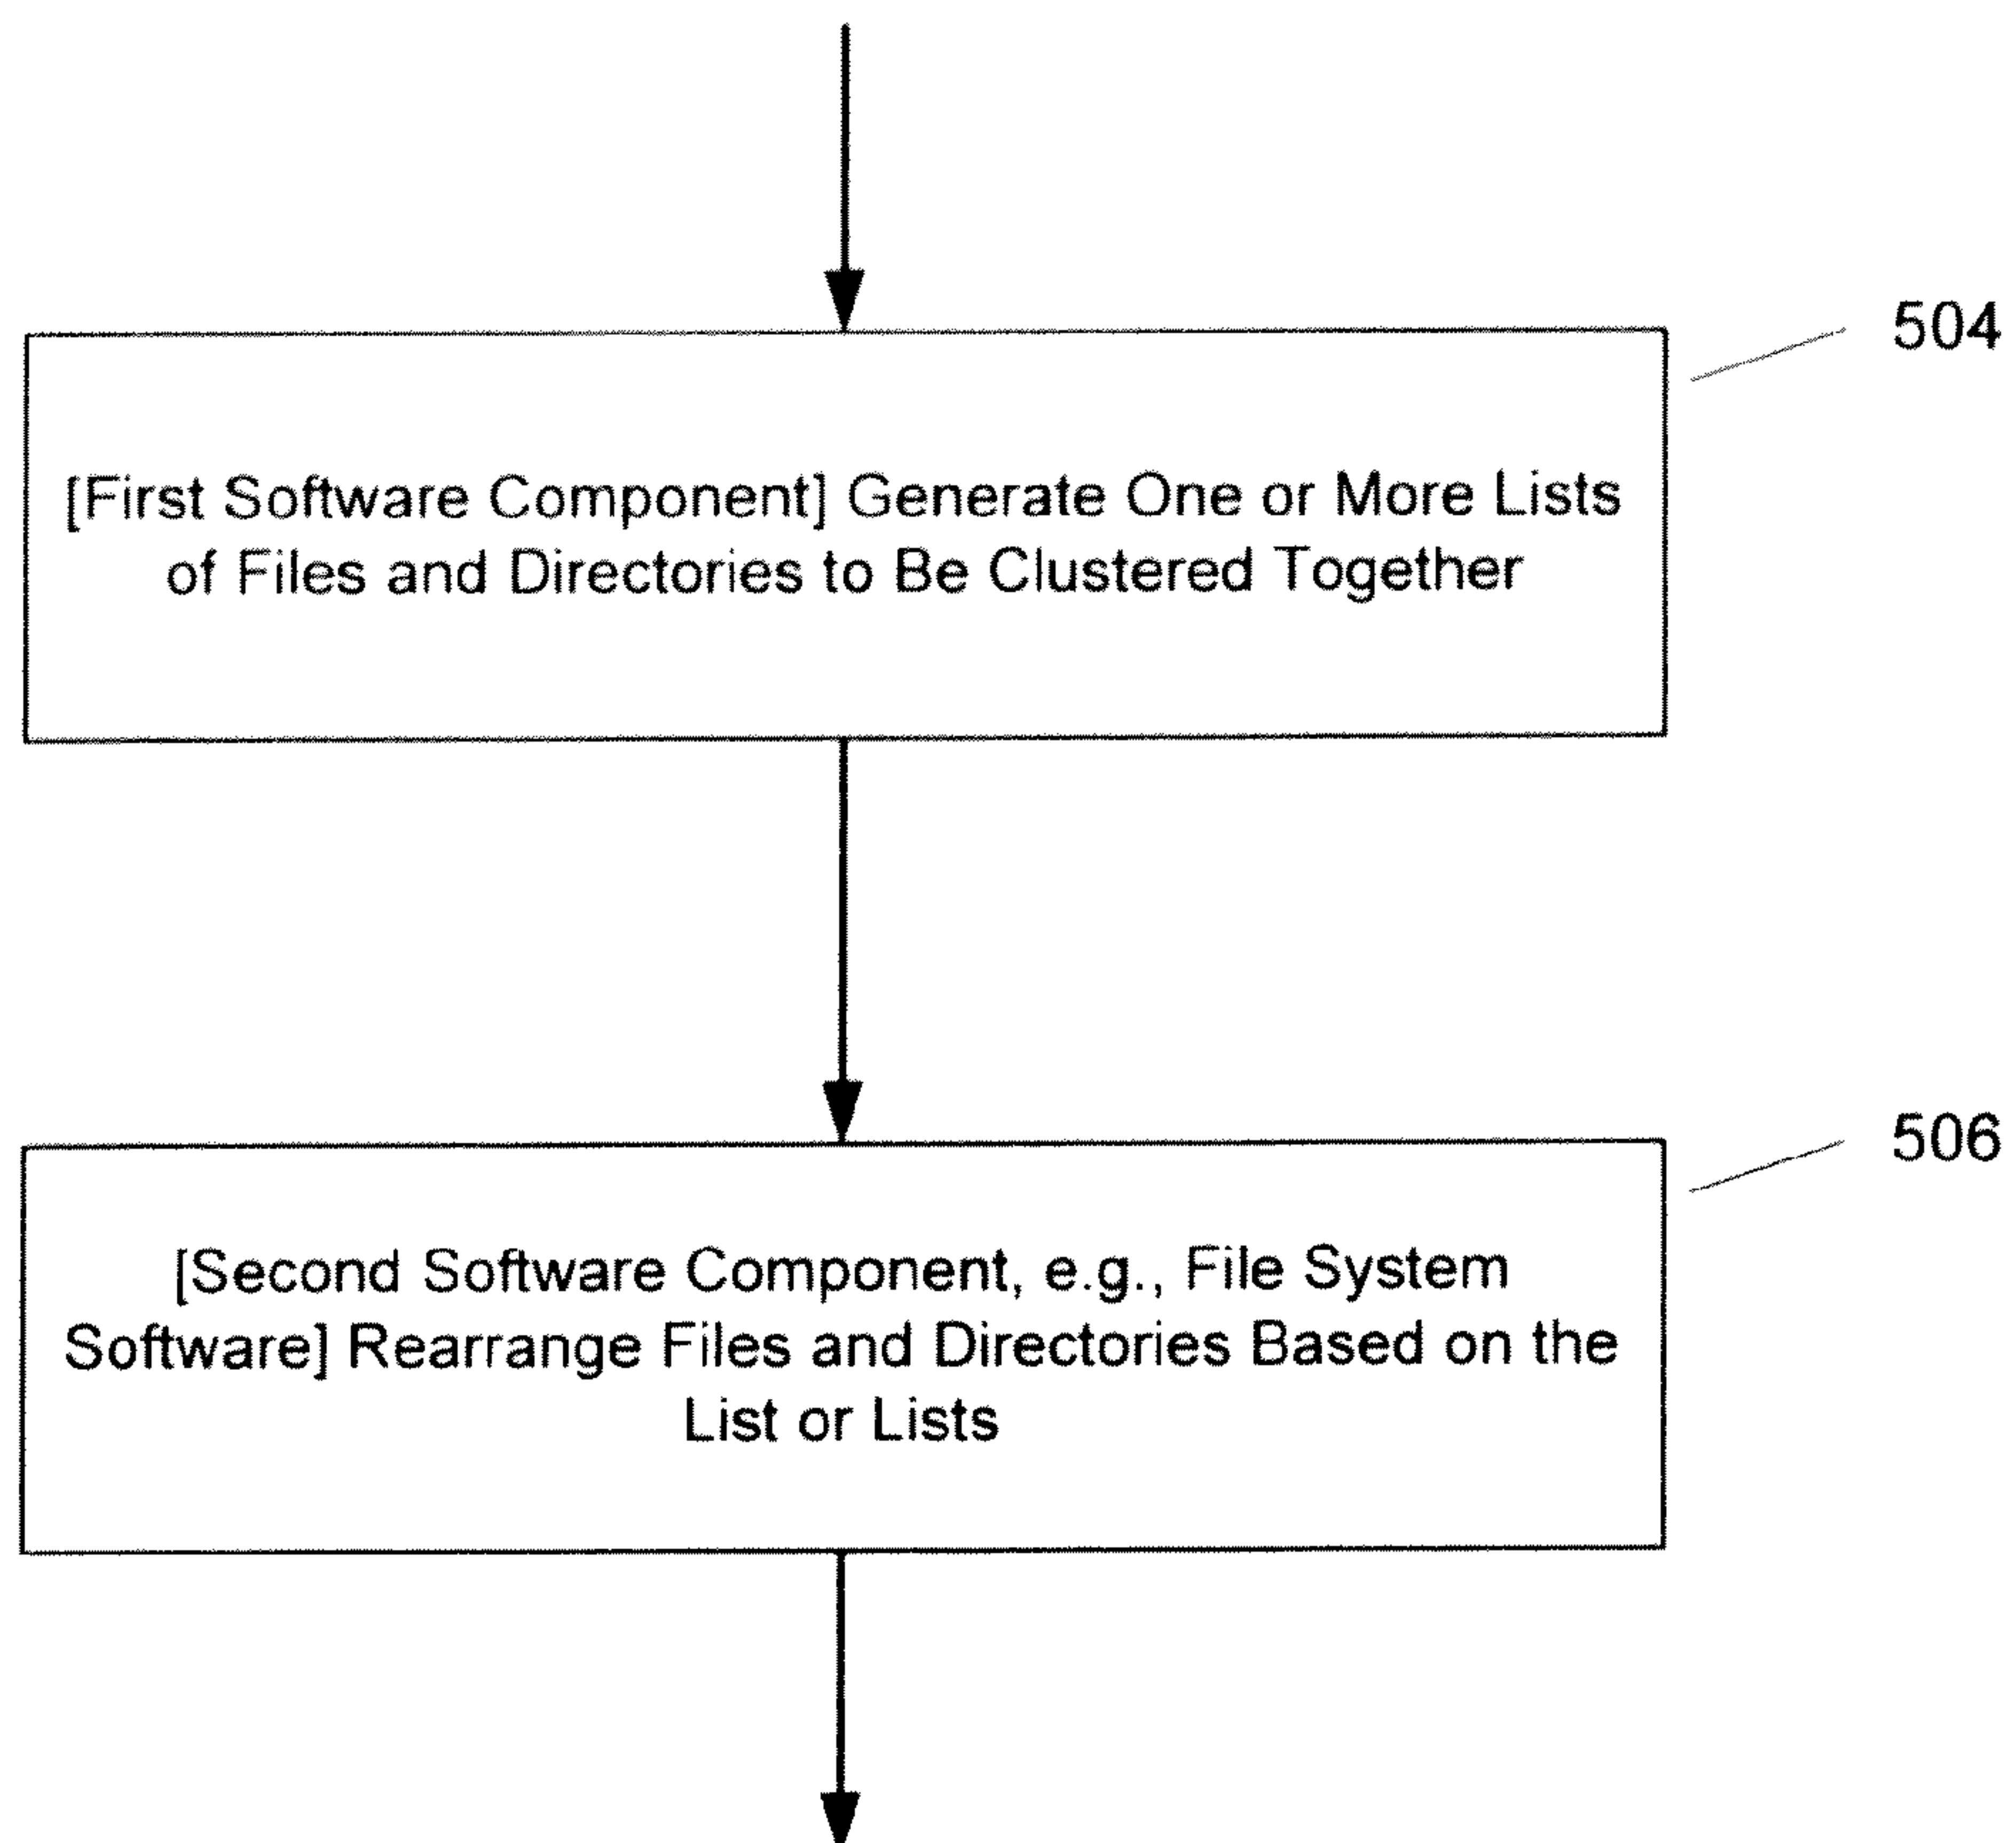 504
[First Software Component] Generate One or More Lists
of Files and Directories to Be Clustered Together
506
[Second Software Component, e.g., File System
Software] Rearrange Files and Directories Based on the
List or Lists